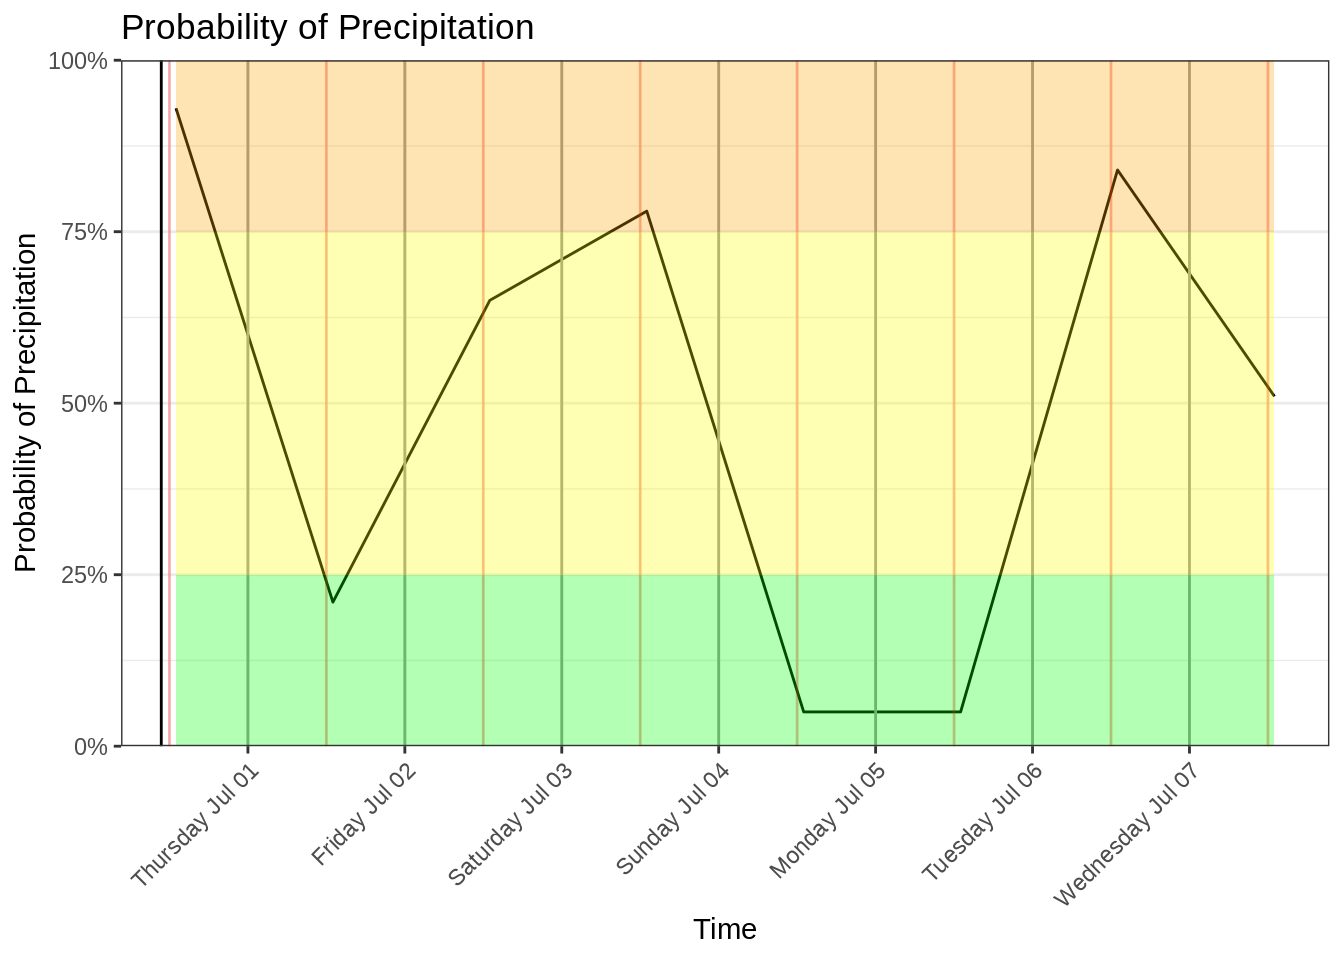 Probability of Precipitation
Probability of Precipitation
100%
75%
50%
25%
0%
Thursday Jul 01
Friday Jul 02
Saturday Jul 03
Sunday Jul 04
Monday Jul 05
Tuesday Jul 06
Wednesday Jul 07
Time